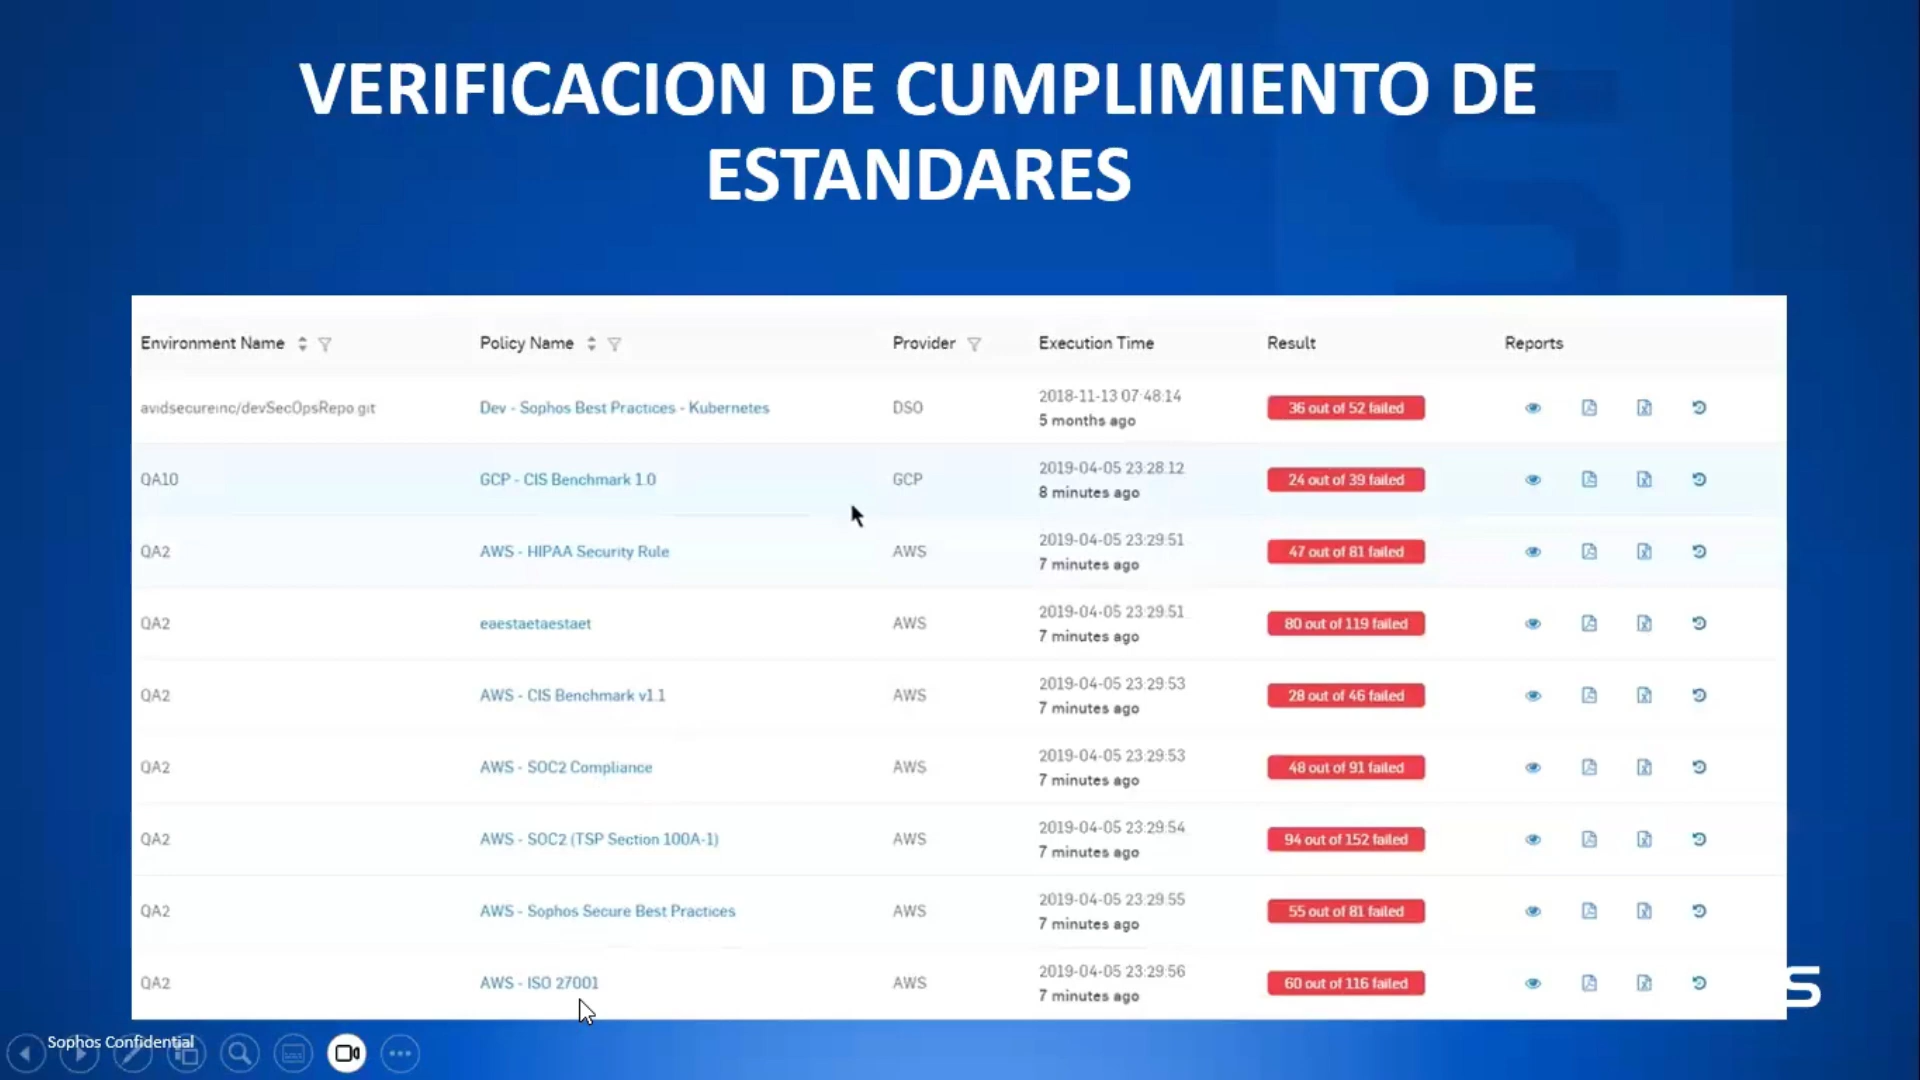 VERIFICACION DE CUMPLIMIENTO DE
ESTANDARES
Environment Name Policy Name Provider Execution Time Result Reports
avidsecureinc/devSecOpsRepo.git Dev - Sophos Best Practices - Kubernetes DSO 2018-11-13 07:48:14 36 out of 52 failed
5 months ago
QA10 GCP - CIS Benchmark 1.0 GCP 2019-04-05 23:28:12 24 out of 39 failed
8 minutes ago
QA2 AWS - HIPAA Security Rule AWS 2019-04-05 23:29:51 47 out of 81 failed
7 minutes ago
QA2 eaestaetaestaet AWS 2019-04-05 23:29:51 80 out of 119 failed
7 minutes ago
QA2 AWS - CIS Benchmark v1.1 AWS 2019-04-05 23:29:53 28 out of 46 failed
7 minutes ago
QA2 AWS - SOC2 Compliance AWS 2019-04-05 23:29:53 48 out of 91 failed
7 minutes ago
QA2 AWS - SOC2 (TSP Section 100A-1) AWS 2019-04-05 23:29:54 94 out of 152 failed
7 minutes ago
QA2 AWS - Sophos Secure Best Practices AWS 2019-04-05 23:29:55 55 out of 81 failed
7 minutes ago
QA2 AWS - ISO 27001 AWS 2019-04-05 23:29:56 60 out of 116 failed
7 minutes ago
S
Sophos Confidential